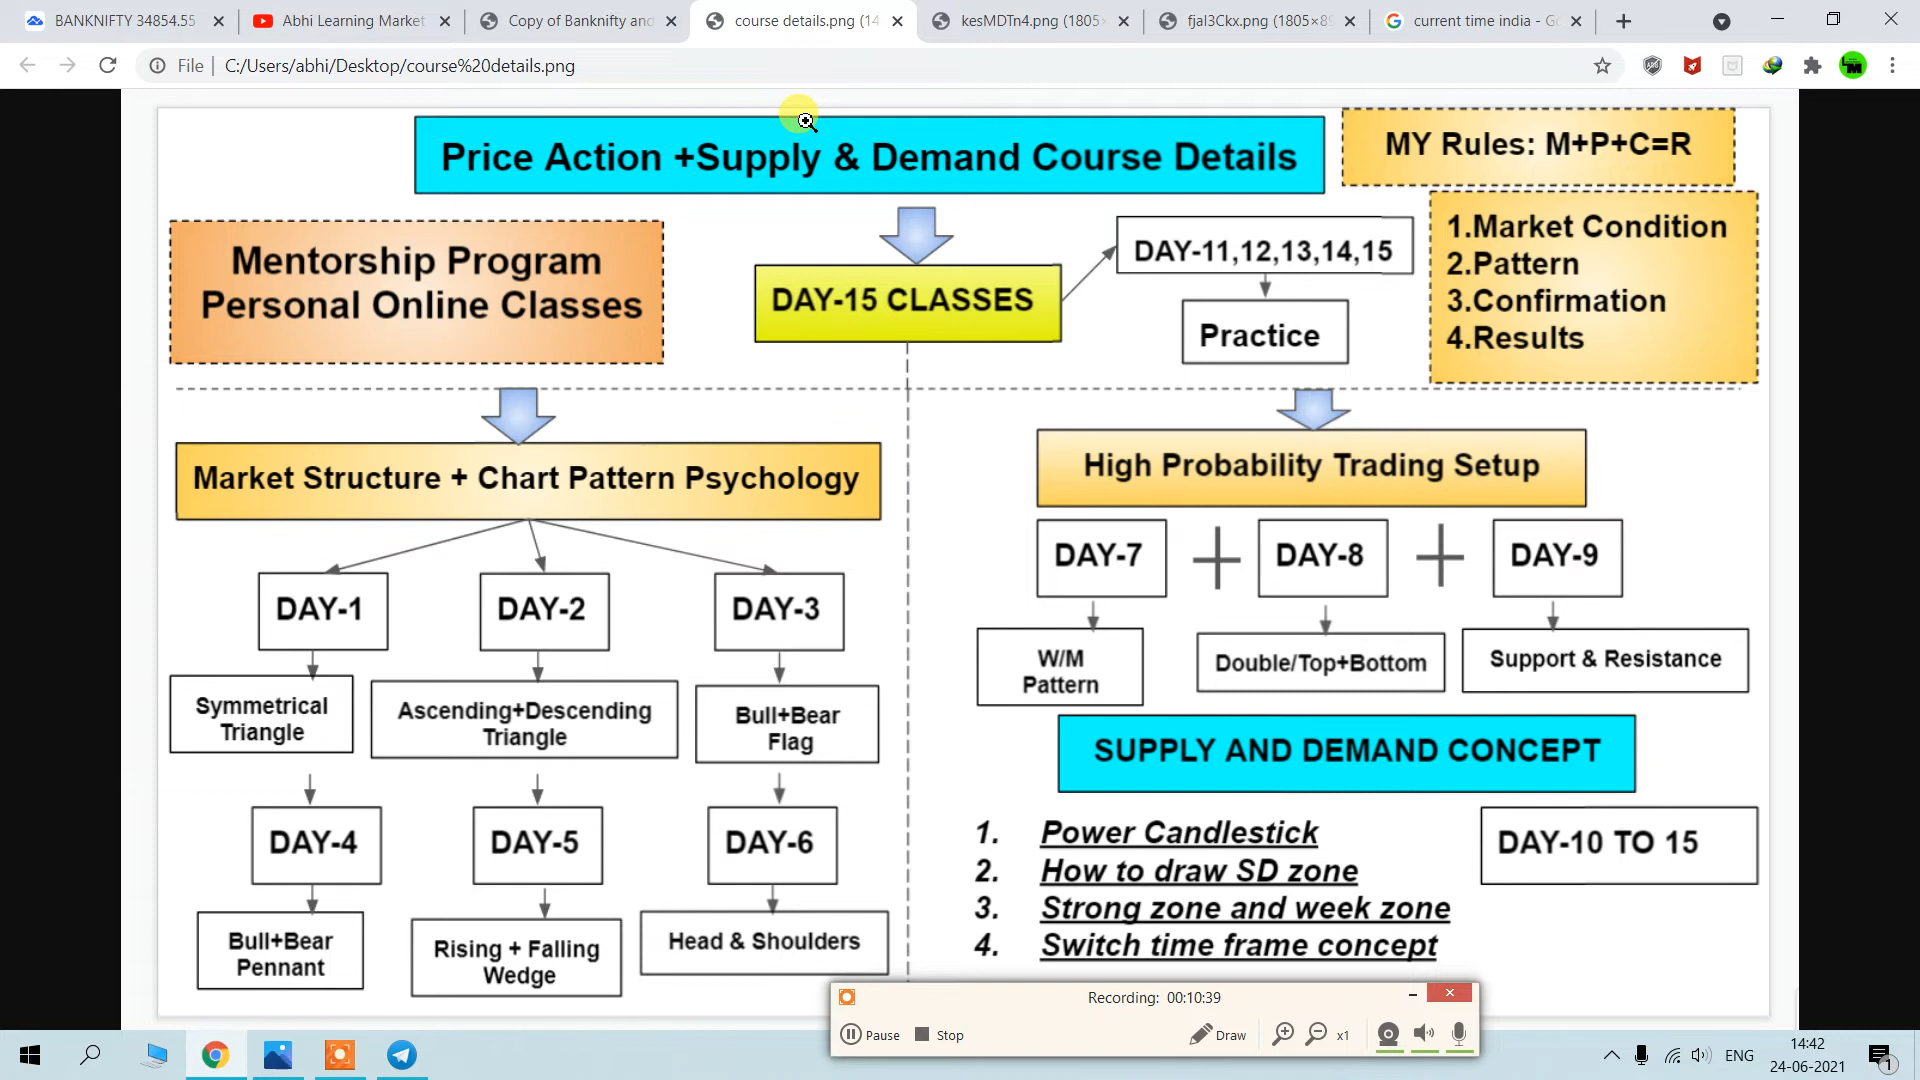 BANKNIFTY 34854.55
Abhi Learning Market
Copy of Banknifty and
course details.png (14
kesMDTn4.png (1805×
fjaI3Ckx.png (1805×89
current time india - Go
File
C:/Users/abhi/Desktop/course%20details.png
Price Action +Supply & Demand Course Details
MY Rules: M+P+C=R
Mentorship Program
Personal Online Classes
DAY-15 CLASSES
DAY-11,12,13,14,15
Practice
1.Market Condition
2.Pattern
3.Confirmation
4.Results
Market Structure + Chart Pattern Psychology
DAY-1
DAY-2
DAY-3
Symmetrical
Triangle
Ascending+Descending
Triangle
Bull+Bear
Flag
DAY-4
DAY-5
DAY-6
Bull+Bear
Pennant
Rising + Falling
Wedge
Head & Shoulders
High Probability Trading Setup
DAY-7
DAY-8
DAY-9
W/M
Pattern
Double/Top+Bottom
Support & Resistance
SUPPLY AND DEMAND CONCEPT
1. Power Candlestick
2. How to draw SD zone
3. Strong zone and week zone
4. Switch time frame concept
DAY-10 TO 15
Recording: 00:10:39
Pause
Stop
Draw
x1
ENG
14:42
24-06-2021
1